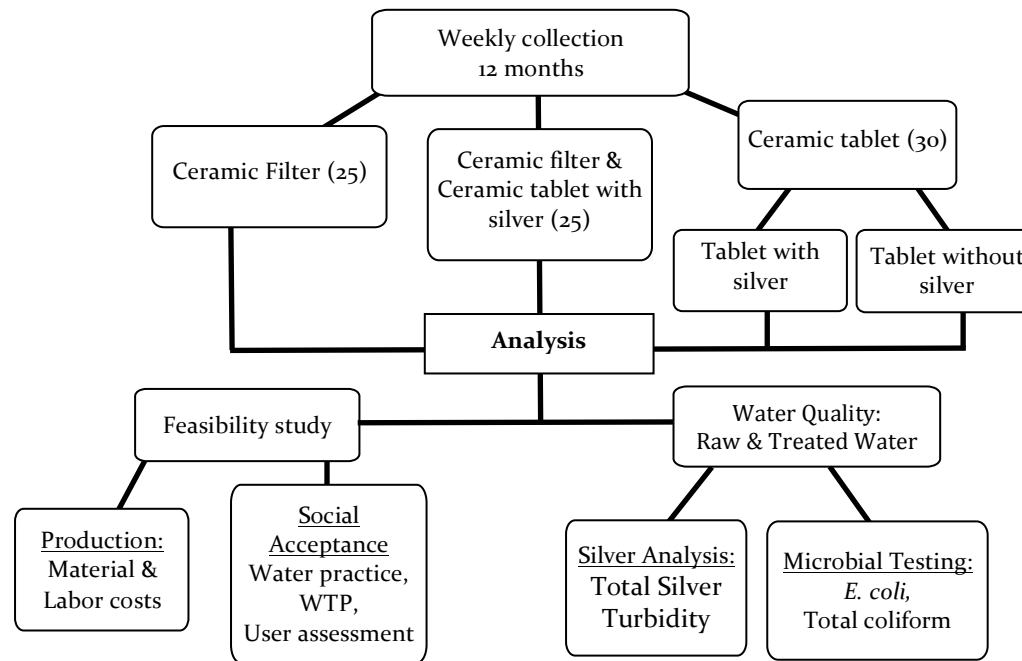 Weekly collection
12 months
Ceramic Filter (25)
Ceramic filter &
Ceramic tablet with
silver (25)
Ceramic tablet (30)
Tablet with
silver
Tablet without
silver
Analysis
Feasibility study
Water Quality:
Raw & Treated Water
Production:
Material &
Labor costs
Social
Acceptance
Water practice,
WTP,
User assessment
Silver Analysis:
Total Silver
Turbidity
Microbial Testing:
E. coli,
Total coliform